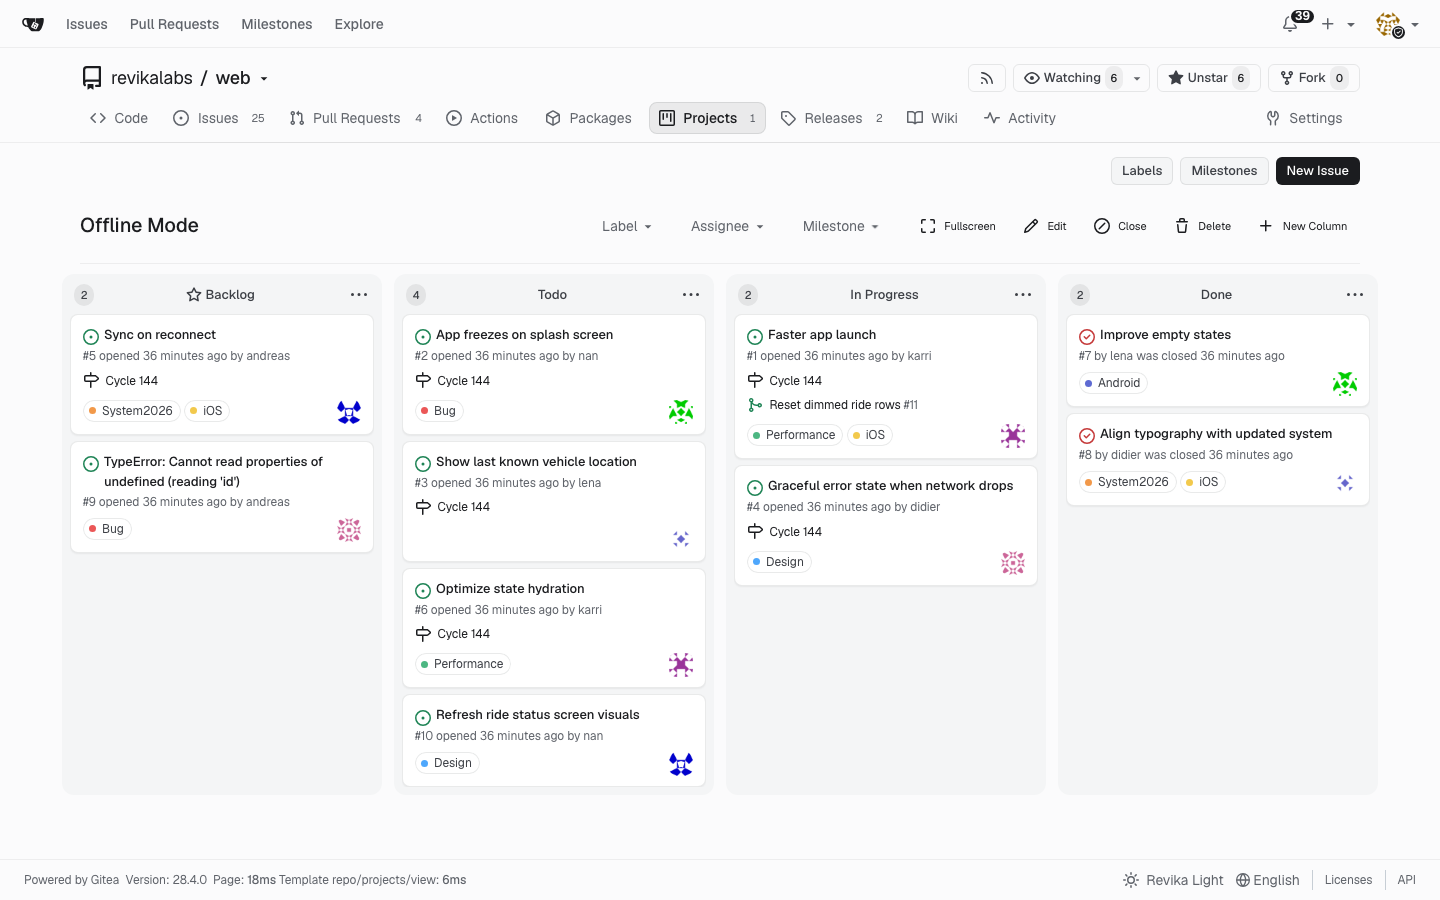 Issues Pull Requests Milestones Explore 39
revikalabs / web Watching 6 Unstar 6 Fork 0
Code Issues 25 Pull Requests 4 Actions Packages Projects 1 Releases 2 Wiki Activity Settings
Labels Milestones New Issue
Offline Mode Label Assignee Milestone Fullscreen Edit Close Delete New Column
2 Backlog
Sync on reconnect
#5 opened 36 minutes ago by andreas
Cycle 144
System2026 iOS
TypeError: Cannot read properties of
undefined (reading 'id')
#9 opened 36 minutes ago by andreas
Bug
4 Todo
App freezes on splash screen
#2 opened 36 minutes ago by nan
Cycle 144
Bug
Show last known vehicle location
#3 opened 36 minutes ago by lena
Cycle 144
Optimize state hydration
#6 opened 36 minutes ago by karri
Cycle 144
Performance
Refresh ride status screen visuals
#10 opened 36 minutes ago by nan
Design
2 In Progress
Faster app launch
#1 opened 36 minutes ago by karri
Cycle 144
Reset dimmed ride rows #11
Performance iOS
Graceful error state when network drops
#4 opened 36 minutes ago by didier
Cycle 144
Design
2 Done
Improve empty states
#7 by lena was closed 36 minutes ago
Android
Align typography with updated system
#8 by didier was closed 36 minutes ago
System2026 iOS
Powered by Gitea Version: 28.4.0 Page: 18ms Template repo/projects/view: 6ms Revika Light English Licenses API